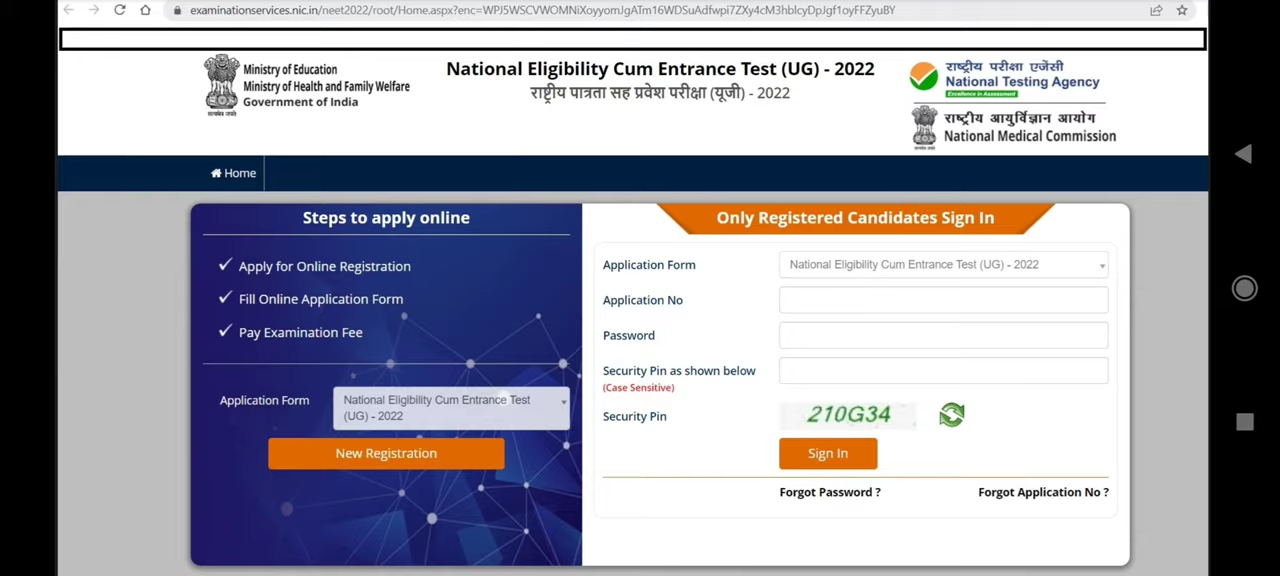 examinationservices.nic.in/neet2022/root/Home.aspx?enc=WPJ5WSCVWOMNiXoyyomJgATm16WDSuAdfwpi7ZXy4cM3hblcyDpJgf1oyFFZyuBY
Ministry of Education
Ministry of Health and Family Welfare
Government of India
सत्यमेव जयते
National Eligibility Cum Entrance Test (UG) - 2022
राष्ट्रीय पात्रता सह प्रवेश परीक्षा (यूजी) - 2022
राष्ट्रीय परीक्षा एजेंसी
National Testing Agency
Excellence in Assessment
राष्ट्रीय आयुर्विज्ञान आयोग
National Medical Commission
Home
Steps to apply online
Apply for Online Registration
Fill Online Application Form
Pay Examination Fee
Application Form
National Eligibility Cum Entrance Test
(UG) - 2022
New Registration
Only Registered Candidates Sign In
Application Form
National Eligibility Cum Entrance Test (UG) - 2022
Application No
Password
Security Pin as shown below
(Case Sensitive)
Security Pin
210G34
Sign In
Forgot Password ?
Forgot Application No ?